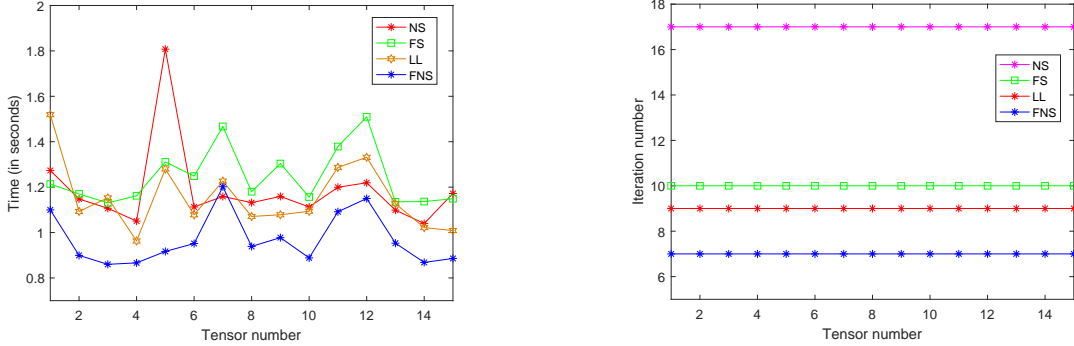 1.8
1.6
1.4
1.2
1
0.8
Time (in seconds)
2 4 6 8 10 12 14
Tensor number
NS
FS
LL
FNS
18
16
14
12
10
8
6
Iteration number
2 4 6 8 10 12 14
Tensor number
NS
FS
LL
FNS